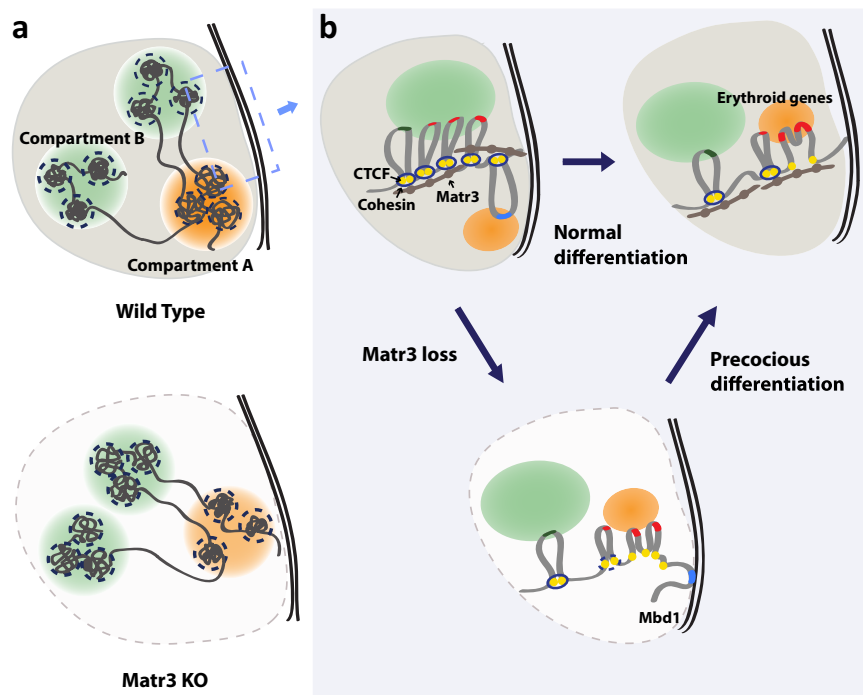 a
Compartment B
Compartment A
Wild Type
Matr3 KO
b
CTCF
Cohesin
Matr3
Erythroid genes
Normal
differentiation
Matr3 loss
Precocious
differentiation
Mbd1